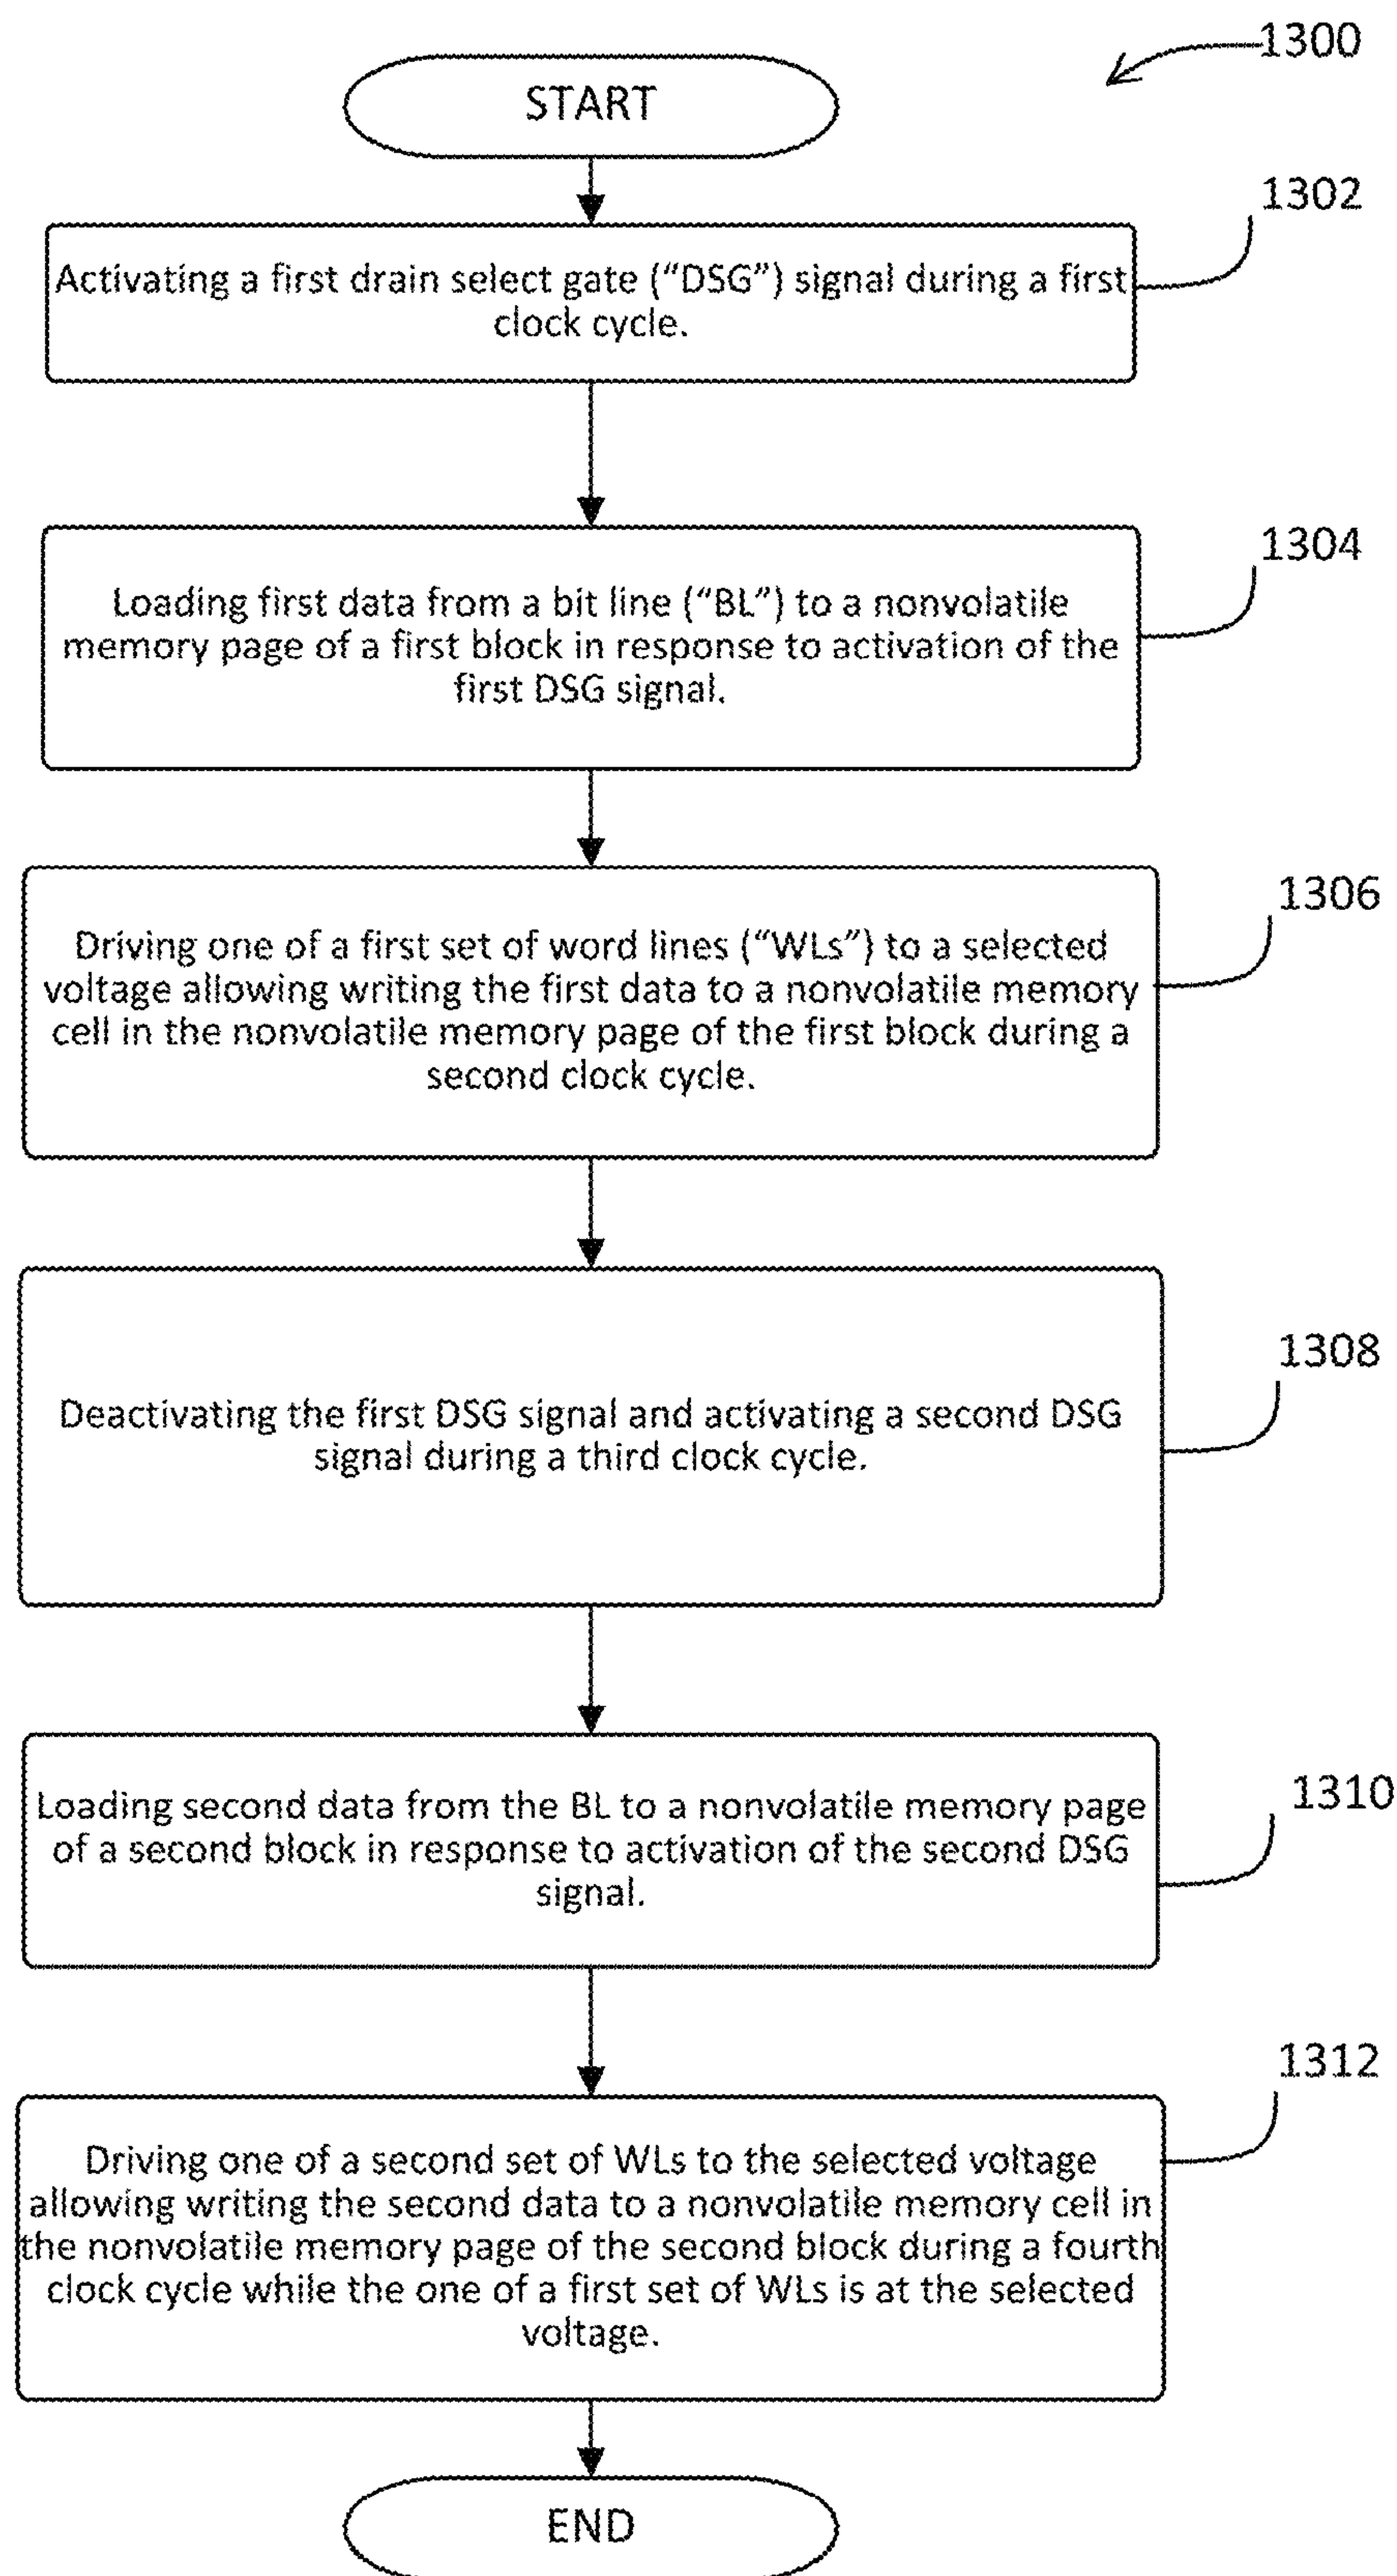 1300
START
1302
Activating a first drain select gate (“DSG”) signal during a first
clock cycle.
1304
Loading first data from a bit line (“BL”) to a nonvolatile
memory page of a first block in response to activation of the
first DSG signal.
1306
Driving one of a first set of word lines (“WLs”) to a selected
voltage allowing writing the first data to a nonvolatile memory
cell in the nonvolatile memory page of the first block during a
second clock cycle.
1308
Deactivating the first DSG signal and activating a second DSG
signal during a third clock cycle.
1310
Loading second data from the BL to a nonvolatile memory page
of a second block in response to activation of the second DSG
signal.
1312
Driving one of a second set of WLs to the selected voltage
allowing writing the second data to a nonvolatile memory cell in
the nonvolatile memory page of the second block during a fourth
clock cycle while the one of a first set of WLs is at the selected
voltage.
END